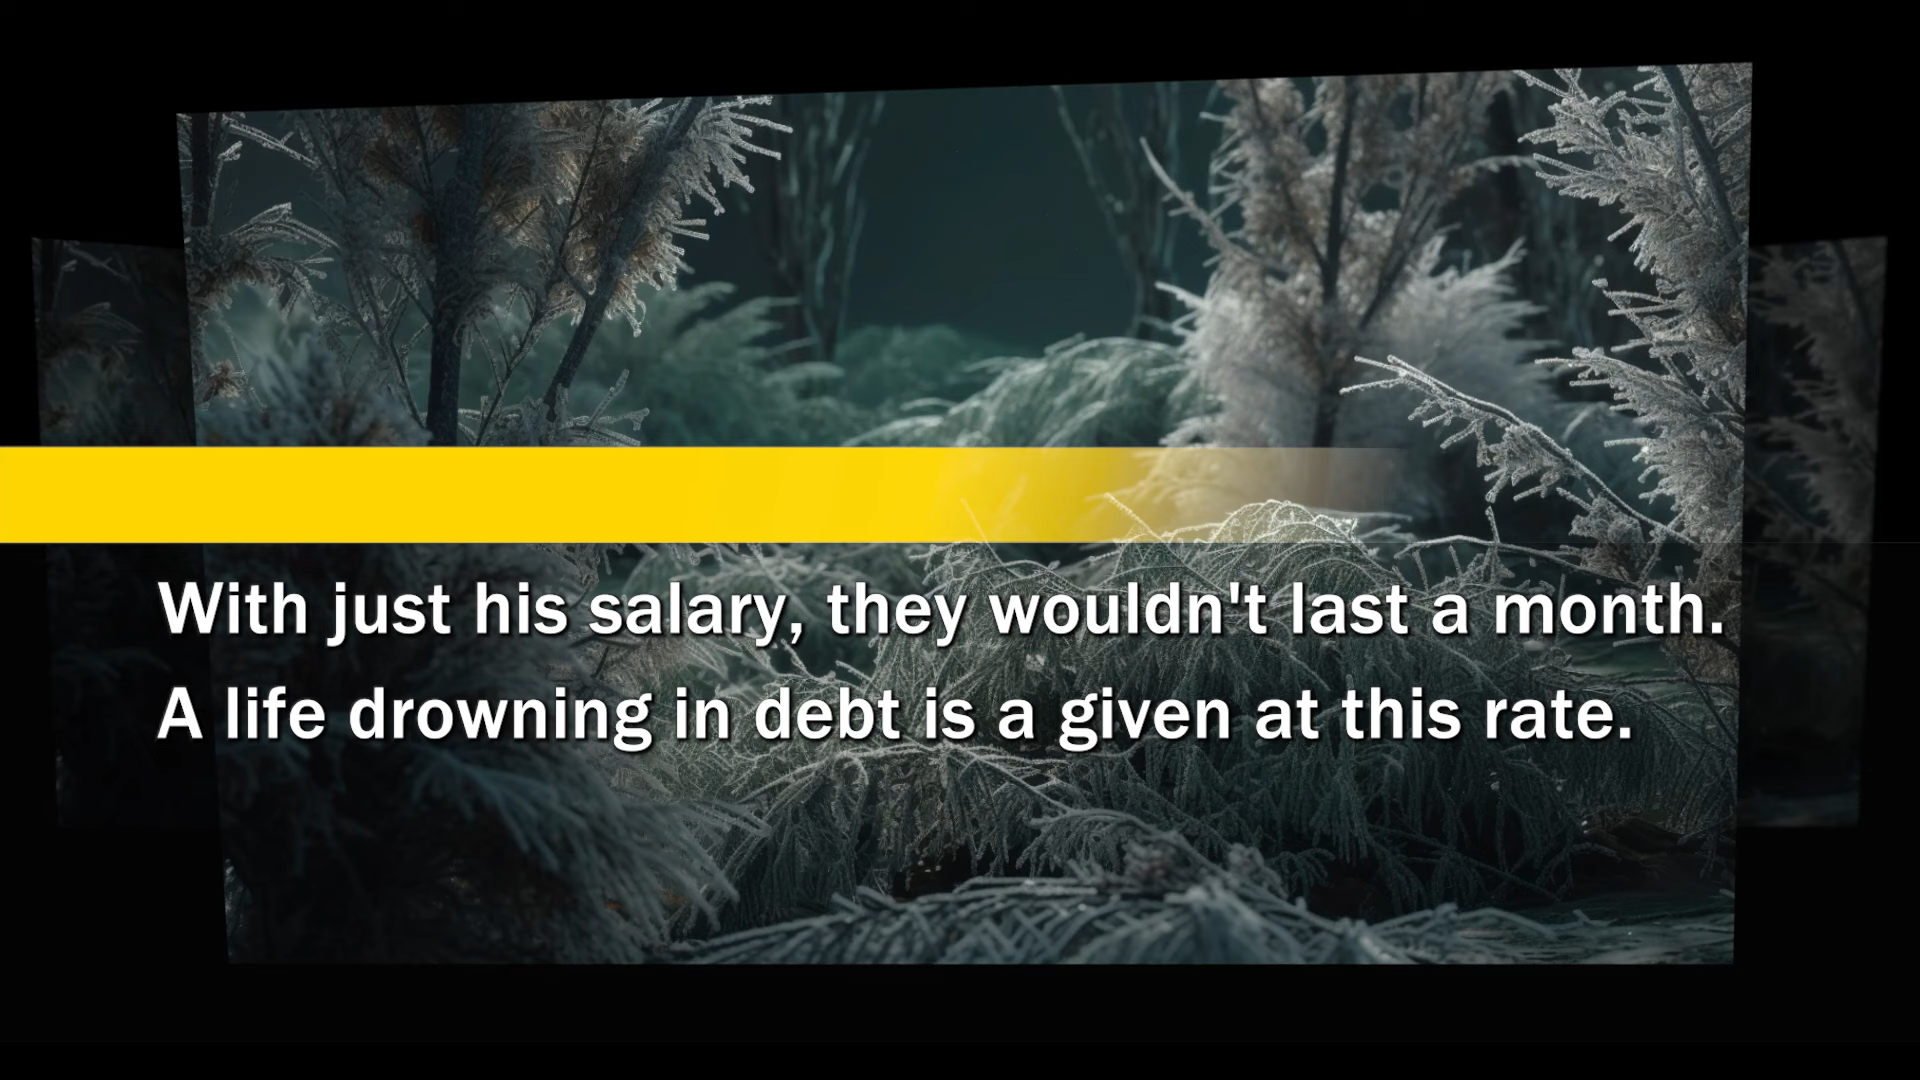 With just his salary, they wouldn't last a month.
A life drowning in debt is a given at this rate.